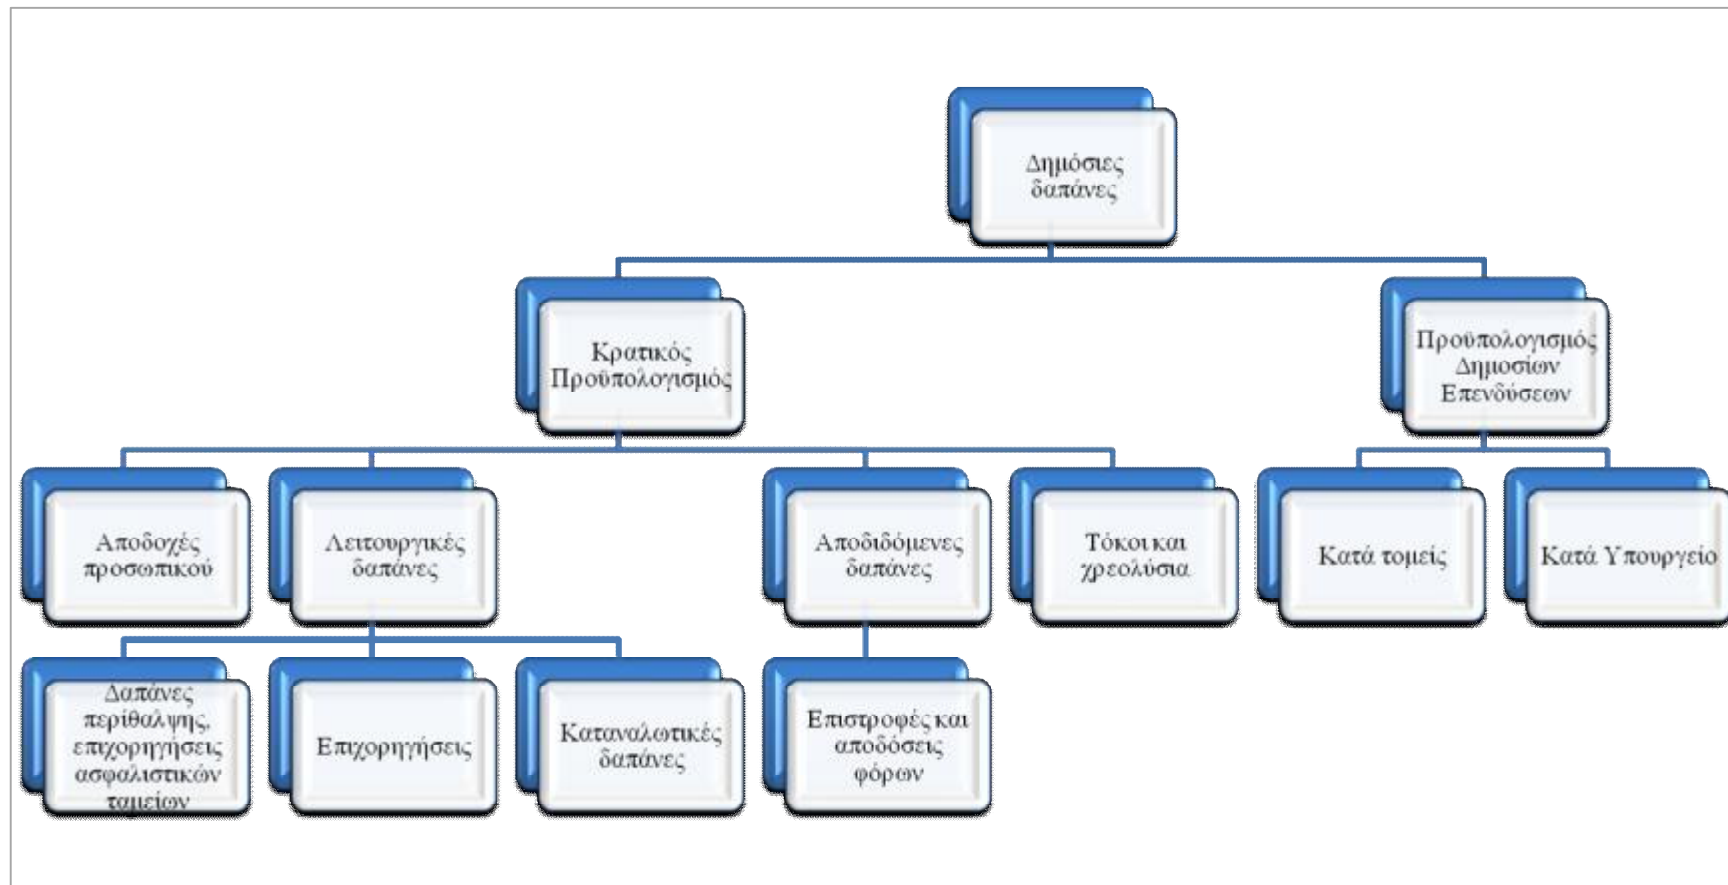 Δημόσιες
δαπάνες
Κρατικός
Προϋπολογισμός
Προϋπολογισμός
Δημοσίων
Επενδύσεων
Αποδοχές
προσωπικού
Λειτουργικές
δαπάνες
Αποδιδόμενες
δαπάνες
Τόκοι και
χρεολύσια
Κατά τομείς
Κατά Υπουργείο
Δαπάνες
περίθαλψης,
επιχορηγήσεις
ασφαλιστικών
ταμείων
Επιχορηγήσεις
Καταναλωτικές
δαπάνες
Επιστροφές και
αποδόσεις
φόρων